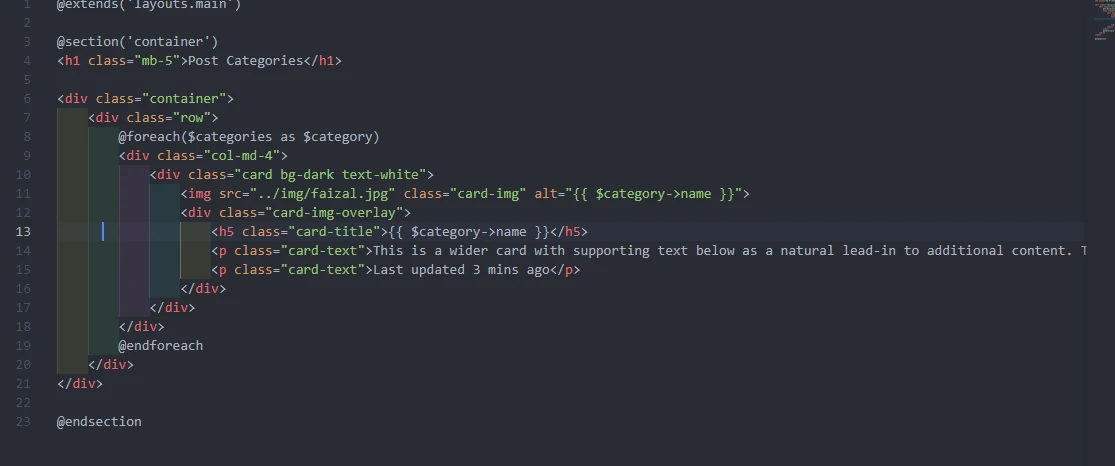 1 @extends('layouts.main')
2
3 @section('container')
4 <h1 class="mb-5">Post Categories</h1>
5
6 <div class="container">
7 <div class="row">
8 @foreach($categories as $category)
9 <div class="col-md-4">
10 <div class="card bg-dark text-white">
11 <img src="../img/faizal.jpg" class="card-img" alt="{{ $category->name }}">
12 <div class="card-img-overlay">
13 <h5 class="card-title">{{ $category->name }}</h5>
14 <p class="card-text">This is a wider card with supporting text below as a natural lead-in to additional content. T
15 <p class="card-text">Last updated 3 mins ago</p>
16 </div>
17 </div>
18 </div>
19 @endforeach
20 </div>
21 </div>
22
23 @endsection